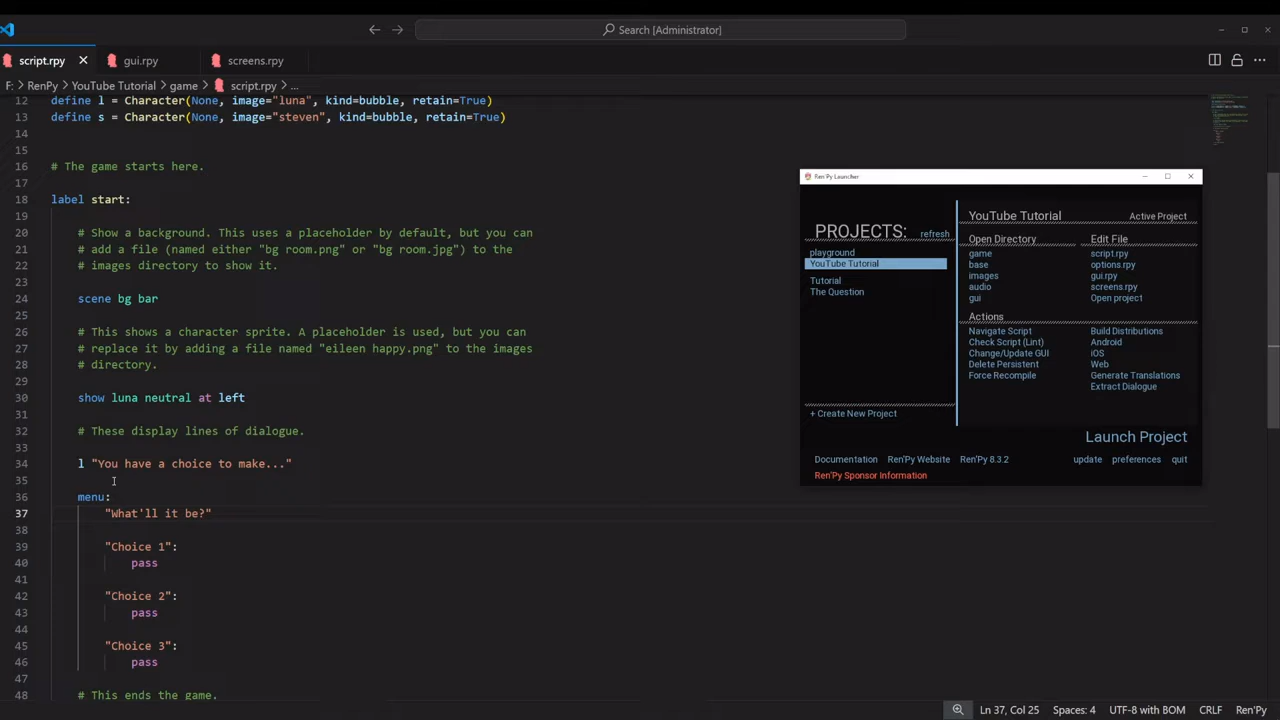 Search [Administrator]
script.rpy
gui.rpy
screens.rpy
F: > RenPy > YouTube Tutorial > game > script.rpy > ...
12 define l = Character(None, image="luna", kind=bubble, retain=True)
13 define s = Character(None, image="steven", kind=bubble, retain=True)
14
15
16 # The game starts here.
17
18 label start:
19
20 # Show a background. This uses a placeholder by default, but you can
21 # add a file (named either "bg room.png" or "bg room.jpg") to the
22 # images directory to show it.
23
24 scene bg bar
25
26 # This shows a character sprite. A placeholder is used, but you can
27 # replace it by adding a file named "eileen happy.png" to the images
28 # directory.
29
30 show luna neutral at left
31
32 # These display lines of dialogue.
33
34 l "You have a choice to make..."
35
36 menu:
37 "What'll it be?"
38
39 "Choice 1":
40 pass
41
42 "Choice 2":
43 pass
44
45 "Choice 3":
46 pass
47
48 # This ends the game.
Ren'Py Launcher
PROJECTS:
refresh
playground
YouTube Tutorial
Tutorial
The Question
+ Create New Project
YouTube Tutorial
Active Project
Open Directory
game
base
images
audio
gui
Edit File
script.rpy
options.rpy
gui.rpy
screens.rpy
Open project
Actions
Navigate Script
Check Script (Lint)
Change/Update GUI
Delete Persistent
Force Recompile
Build Distributions
Android
iOS
Web
Generate Translations
Extract Dialogue
Launch Project
Documentation
Ren'Py Website
Ren'Py 8.3.2
update
preferences
quit
Ren'Py Sponsor Information
Ln 37, Col 25
Spaces: 4
UTF-8 with BOM
CRLF
Ren'Py